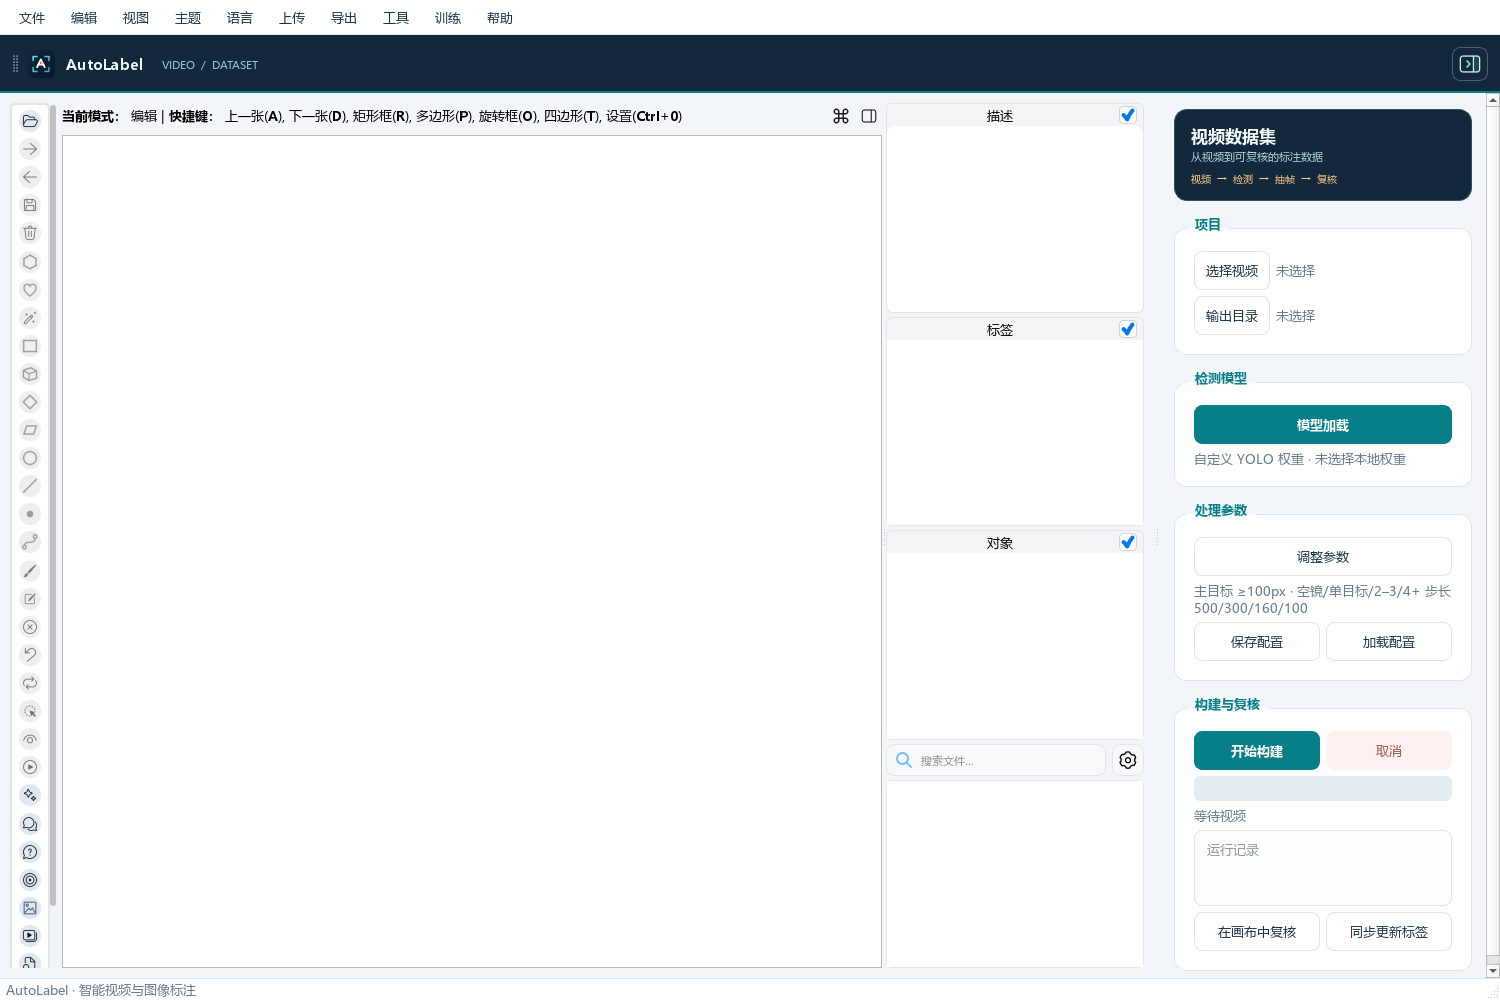 文件 编辑 视图 主题 语言 上传 导出 工具 训练 帮助
AutoLabel VIDEO / DATASET
当前模式: 编辑 | 快捷键: 上一张(A), 下一张(D), 矩形框(R), 多边形(P), 旋转框(O), 四边形(T), 设置(Ctrl+0)
描述
标签
对象
搜索文件...
视频数据集
从视频到可复核的标注数据
视频 → 检测 → 抽帧 → 复核
项目
选择视频 未选择
输出目录 未选择
检测模型
模型加载
自定义 YOLO 权重 · 未选择本地权重
处理参数
调整参数
主目标 ≥100px · 空镜/单目标/2–3/4+ 步长
500/300/160/100
保存配置 加载配置
构建与复核
开始构建 取消
等待视频
运行记录
在画布中复核 同步更新标签
AutoLabel · 智能视频与图像标注